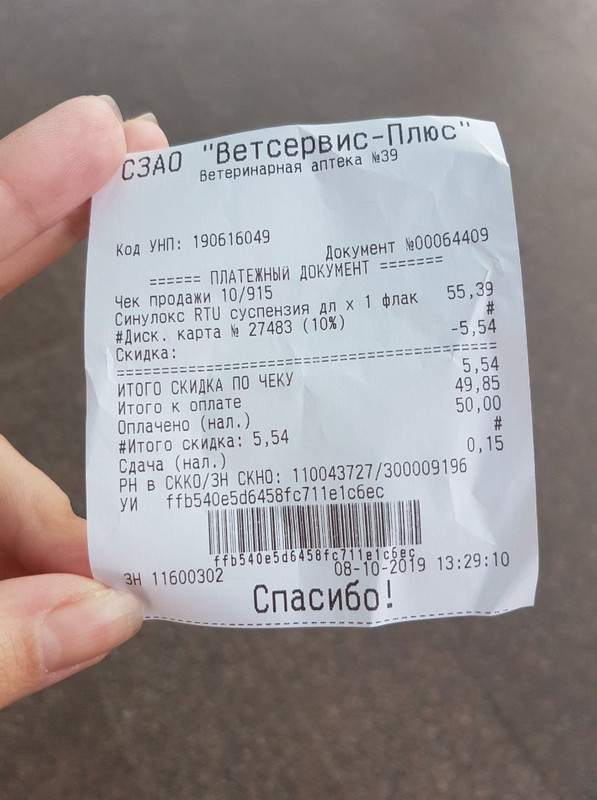 СЗАО "Ветсервис-Плюс"
Ветеринарная аптека №39
Код УНП: 190616049
Документ №00064409
====== ПЛАТЕЖНЫЙ ДОКУМЕНТ =======
Чек продажи 10/915
Синулокс RTU суспензия дл x 1 флак 55,39
#Диск. карта № 27483 (10%) #
Скидка: -5,54
================================================
ИТОГО СКИДКА ПО ЧЕКУ 5,54
Итого к оплате 49,85
Оплачено (нал.) 50,00
#Итого скидка: 5,54 #
Сдача (нал.) 0,15
РН в СККО/ЗН СКНО: 110043727/300009196
УИ ffb540e5d6458fc711e1c6ec
ffb540e5d6458fc711e1c6ec
ЗН 11600302 08-10-2019 13:29:10
Спасибо!